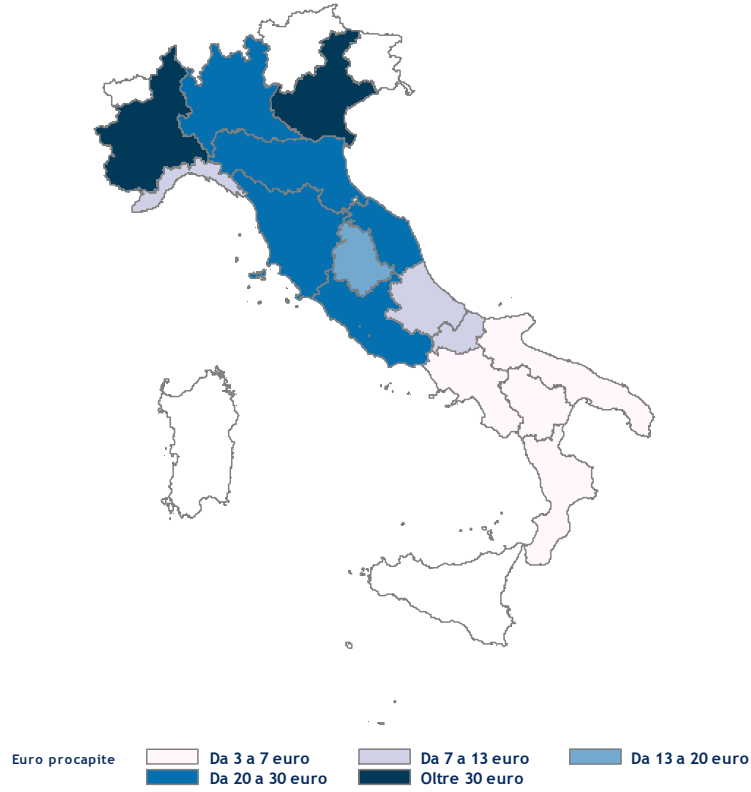 Euro procapite
Da 3 a 7 euro
Da 7 a 13 euro
Da 13 a 20 euro
Da 20 a 30 euro
Oltre 30 euro